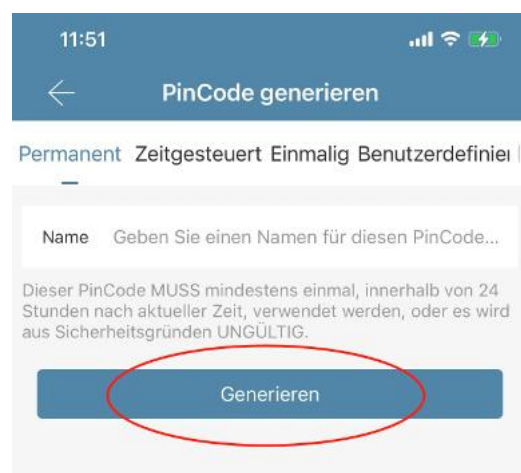 11:51
PinCode generieren
Permanent Zeitgesteuert Einmalig Benutzerdefinier
Name Geben Sie einen Namen für diesen PinCode...
Dieser PinCode MUSS mindestens einmal, innerhalb von 24
Stunden nach aktueller Zeit, verwendet werden, oder es wird
aus Sicherheitsgründen UNGÜLTIG.
Generieren